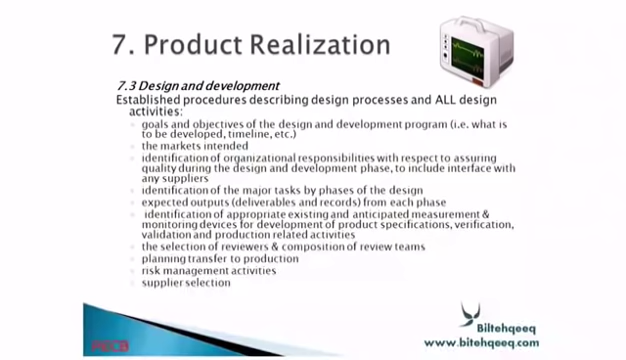 7. Product Realization
7.3 Design and development
Established procedures describing design processes and ALL design
activities:
goals and objectives of the design and development program (i.e. what is
to be developed, timeline, etc.)
the markets intended
identification of organizational responsibilities with respect to assuring
quality during the design and development phase, to include interface with
any suppliers
identification of the major tasks by phases of the design
expected outputs (deliverables and records) from each phase
identification of appropriate existing and anticipated measurement &
monitoring devices for development of product specifications, verification,
validation and production related activities
the selection of reviewers & composition of review teams
planning transfer to production
risk management activities
supplier selection
PECB
Biltehqeeq
www.bitehqeeq.com